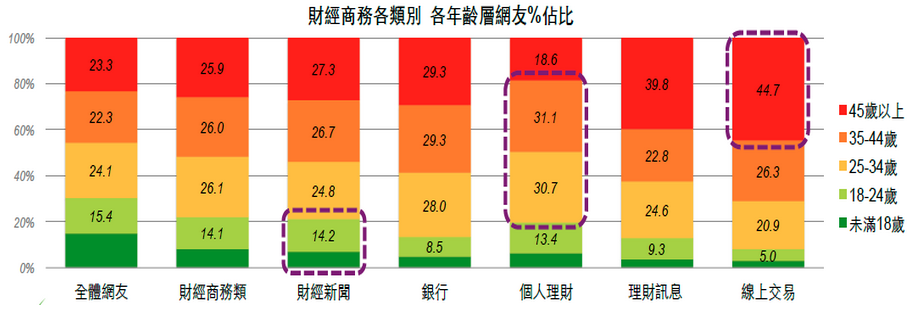 財經商務各類別 各年齡層網友%佔比
100%
80%
60%
40%
20%
0%
23.3 25.9 27.3 29.3 18.6 39.8 44.7
22.3 26.0 26.7 29.3 31.1 22.8 26.3
24.1 26.1 24.8 28.0 30.7 24.6 20.9
15.4 14.1 14.2 8.5 13.4 9.3 5.0
全體網友 財經商務類 財經新聞 銀行 個人理財 理財訊息 線上交易
45歲以上
35-44歲
25-34歲
18-24歲
未滿18歲